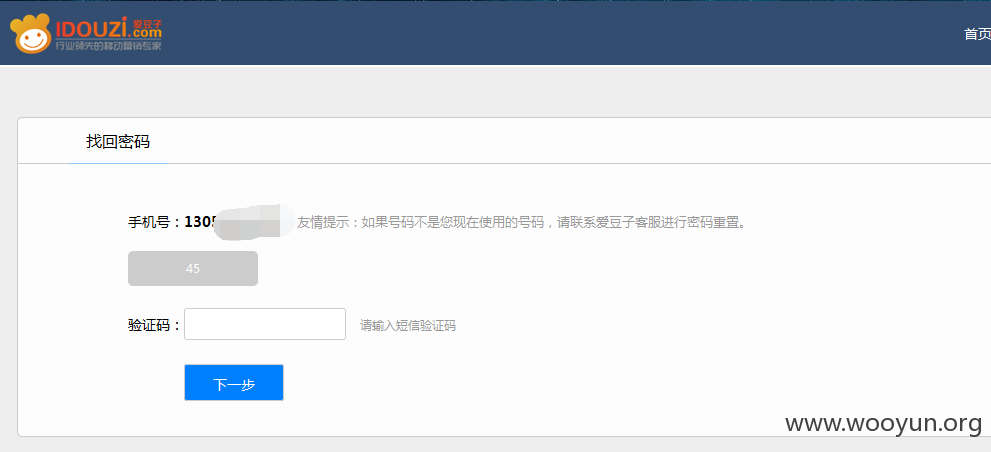 IDOUZi.com 爱豆子
行业领先的移动营销专家
首页
找回密码
手机号：1305 友情提示：如果号码不是您现在使用的号码，请联系爱豆子客服进行密码重置。
45
验证码： 请输入短信验证码
下一步
www.wooyun.org